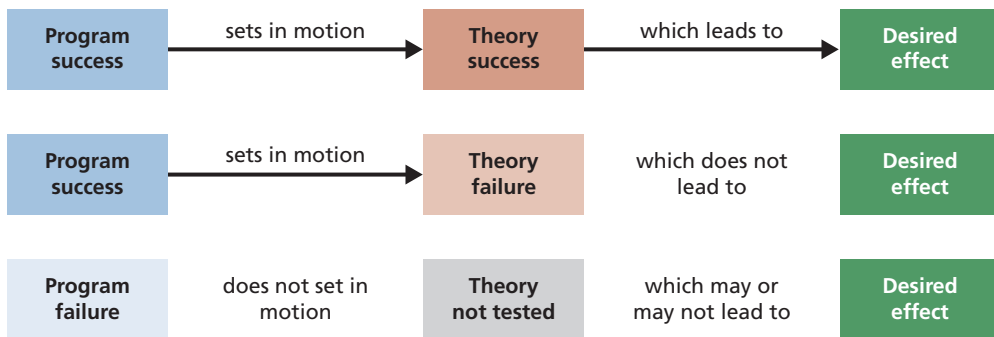 Program
success
sets in motion
Theory
success
which leads to
Desired
effect
Program
success
sets in motion
Theory
failure
which does not
lead to
Desired
effect
Program
failure
does not set in
motion
Theory
not tested
which may or
may not lead to
Desired
effect